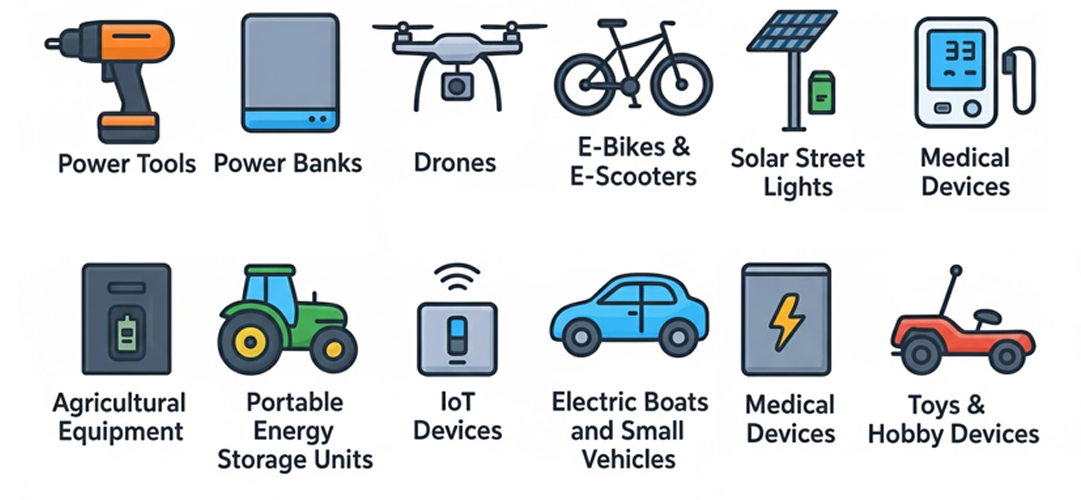 33
Power Tools
Power Banks
Drones
E-Bikes &
E-Scooters
Solar Street
Lights
Medical
Devices
Agricultural
Equipment
Portable
Energy
Storage Units
IoT
Devices
Electric Boats
and Small
Vehicles
Medical
Devices
Toys &
Hobby Devices